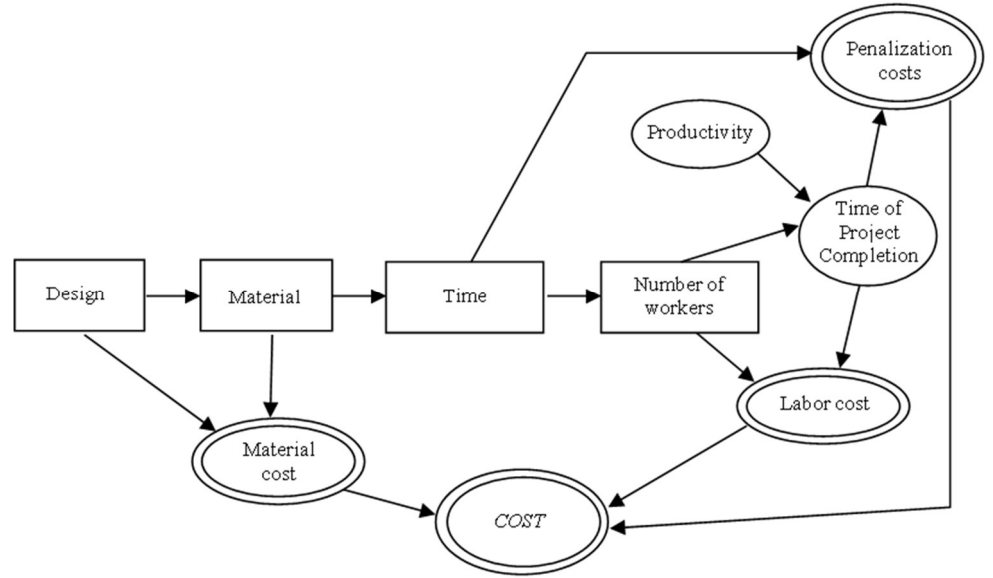 Penalization
costs
Productivity
Time of
Project
Completion
Design
Material
Time
Number of
workers
Labor cost
Material
cost
COST